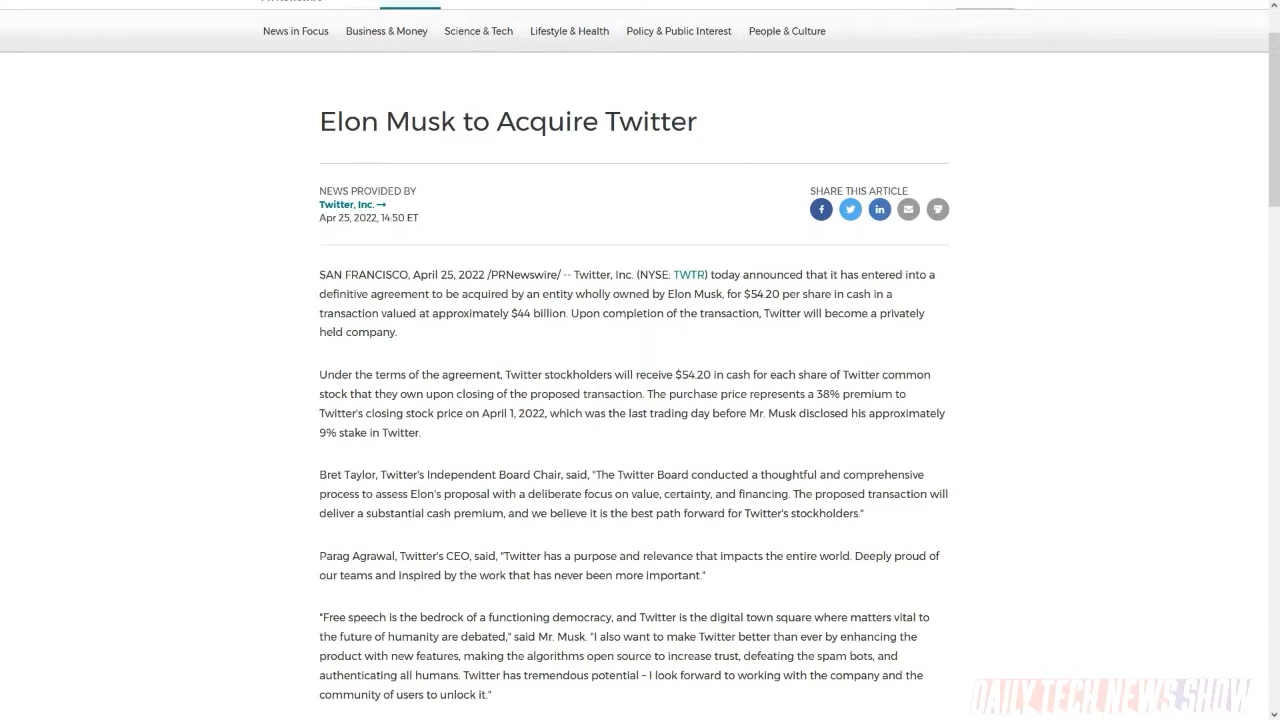 News in Focus Business & Money Science & Tech Lifestyle & Health Policy & Public Interest People & Culture
Elon Musk to Acquire Twitter
NEWS PROVIDED BY
Twitter, Inc. →
Apr 25, 2022, 14:50 ET
SHARE THIS ARTICLE
SAN FRANCISCO, April 25, 2022 /PRNewswire/ -- Twitter, Inc. (NYSE: TWTR) today announced that it has entered into a
definitive agreement to be acquired by an entity wholly owned by Elon Musk, for $54.20 per share in cash in a
transaction valued at approximately $44 billion. Upon completion of the transaction, Twitter will become a privately
held company.
Under the terms of the agreement, Twitter stockholders will receive $54.20 in cash for each share of Twitter common
stock that they own upon closing of the proposed transaction. The purchase price represents a 38% premium to
Twitter's closing stock price on April 1, 2022, which was the last trading day before Mr. Musk disclosed his approximately
9% stake in Twitter.
Bret Taylor, Twitter's Independent Board Chair, said, "The Twitter Board conducted a thoughtful and comprehensive
process to assess Elon's proposal with a deliberate focus on value, certainty, and financing. The proposed transaction will
deliver a substantial cash premium, and we believe it is the best path forward for Twitter's stockholders."
Parag Agrawal, Twitter's CEO, said, "Twitter has a purpose and relevance that impacts the entire world. Deeply proud of
our teams and inspired by the work that has never been more important."
"Free speech is the bedrock of a functioning democracy, and Twitter is the digital town square where matters vital to
the future of humanity are debated," said Mr. Musk. "I also want to make Twitter better than ever by enhancing the
product with new features, making the algorithms open source to increase trust, defeating the spam bots, and
authenticating all humans. Twitter has tremendous potential – I look forward to working with the company and the
community of users to unlock it."
DAILY TECH NEWS SHOW